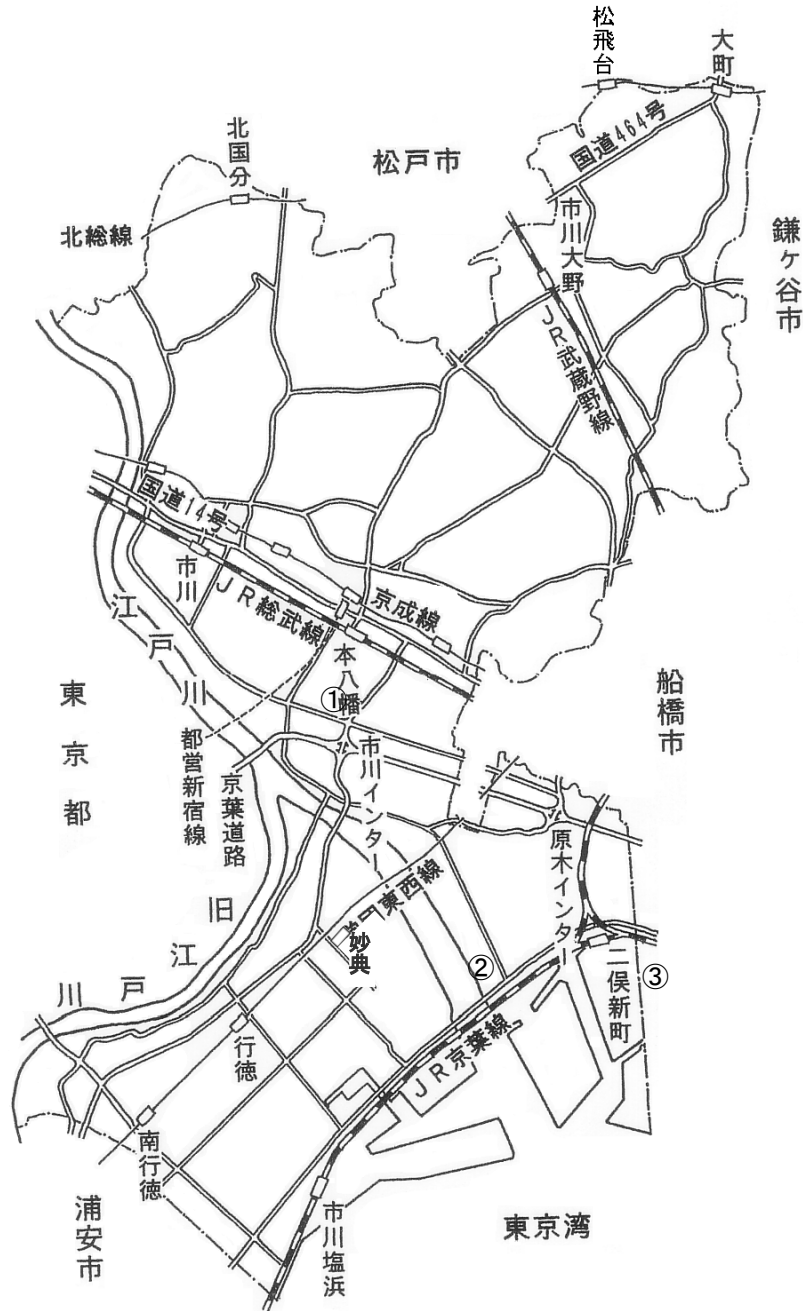 松飛台
大町
国道464号
北国分
松戸市
北総線
市川大野
鎌ヶ谷市
JR武蔵野線
国道14号
市川
JR総武線
京成線
江戸川
本八幡
①
東京都
船橋市
都営新宿線
京葉道路
市川インター
原木インター
東西線
妙典
旧江戸川
②
二俣新町
③
行徳
JR京葉線
南行徳
浦安市
市川塩浜
東京湾